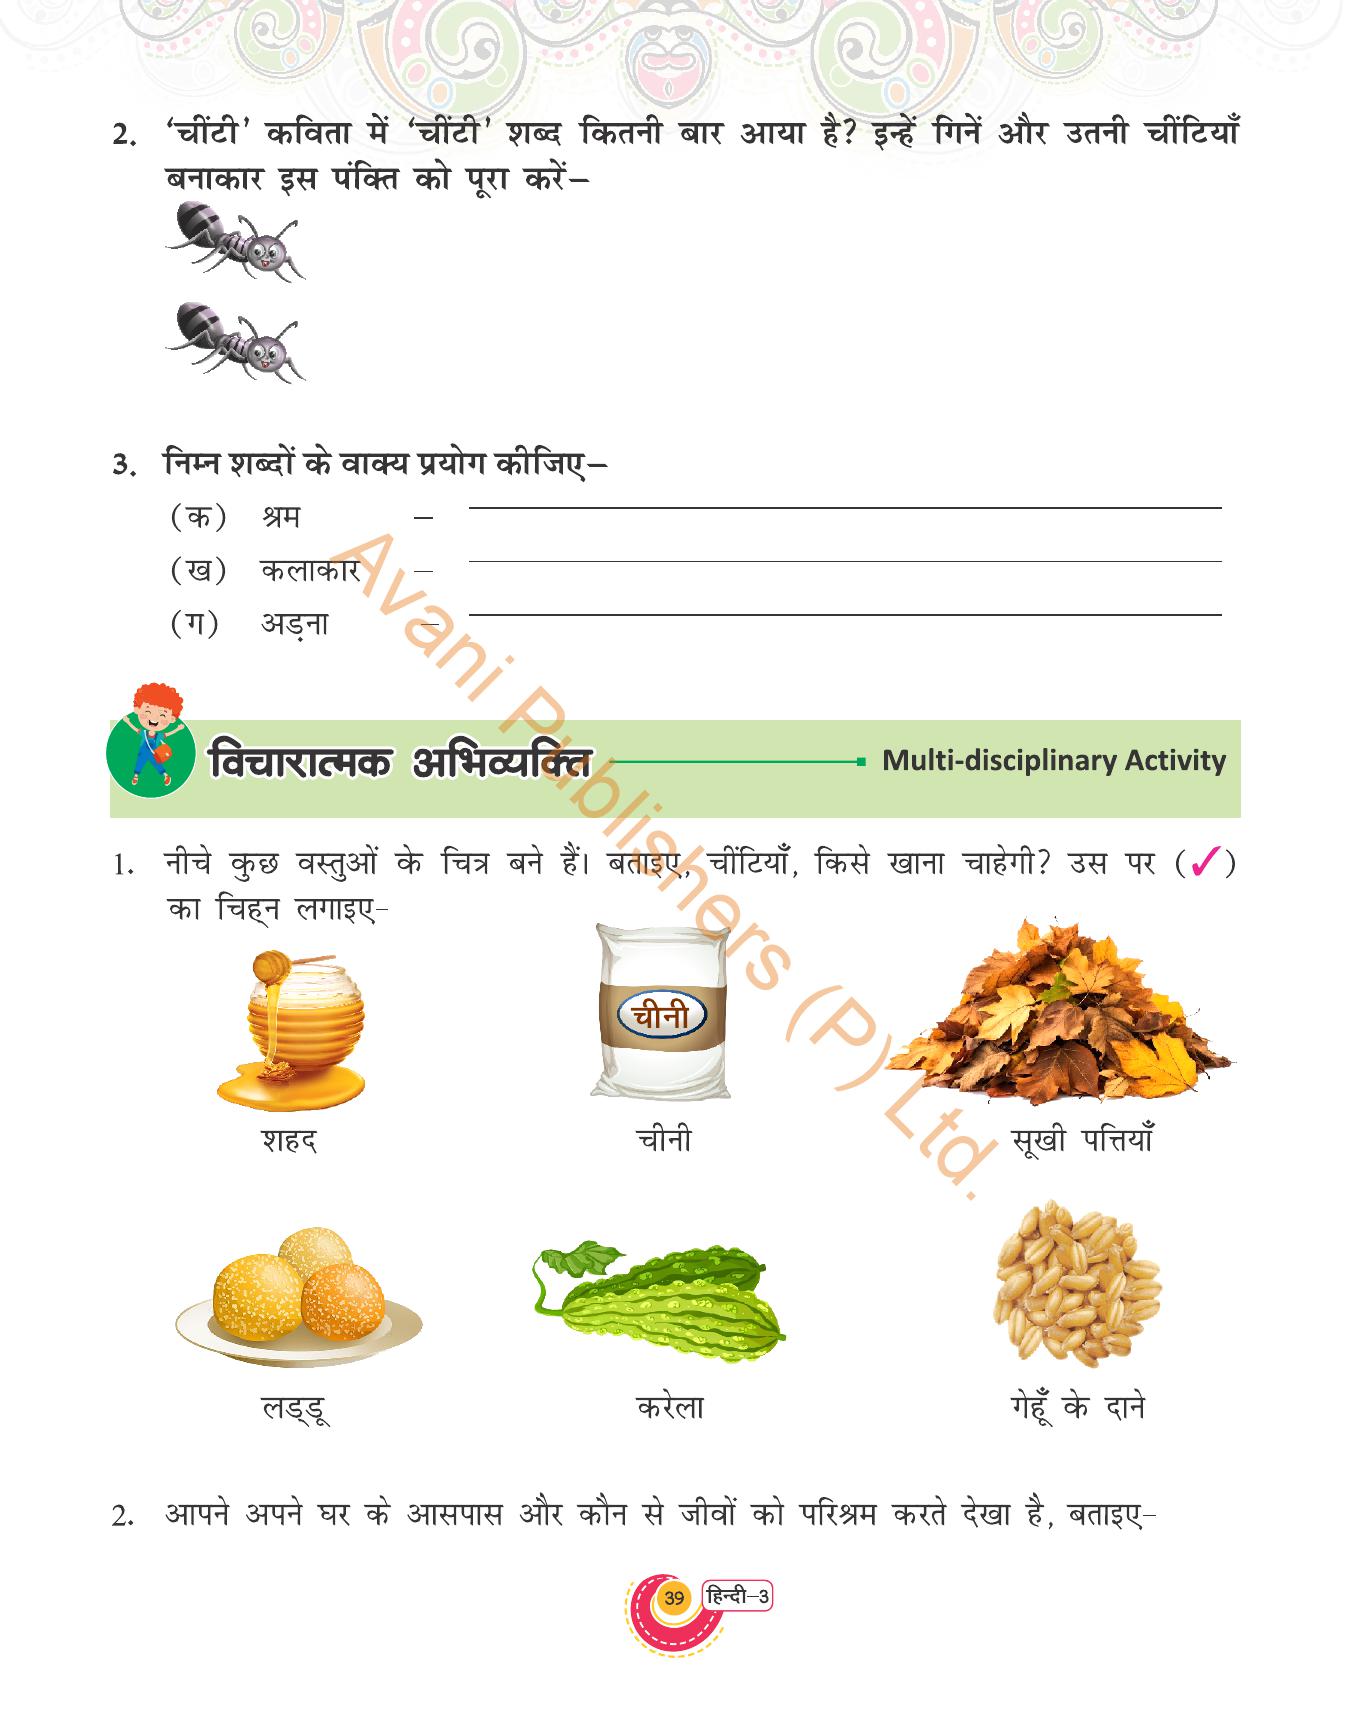 2. ‘चींटी’ कविता में ‘चींटी’ शब्द कितनी बार आया है? इन्हें गिनें और उतनी चींटियाँ
बनाकार इस पंक्ति को पूरा करें–
3. निम्न शब्दों के वाक्य प्रयोग कीजिए–
(क) श्रम –
(ख) कलाकार –
(ग) अड़ना –
विचारात्मक अभिव्यक्ति Multi-disciplinary Activity
1. नीचे कुछ वस्तुओं के चित्र बने हैं। बताइए, चींटियाँ, किसे खाना चाहेगी? उस पर (✓)
का चिह्न लगाइए–
चीनी
शहद चीनी सूखी पत्तियाँ
लड्डू करेला गेहूँ के दाने
2. आपने अपने घर के आसपास और कौन से जीवों को परिश्रम करते देखा है, बताइए–
39 हिन्दी–3
Avani Publishers (P) Ltd.